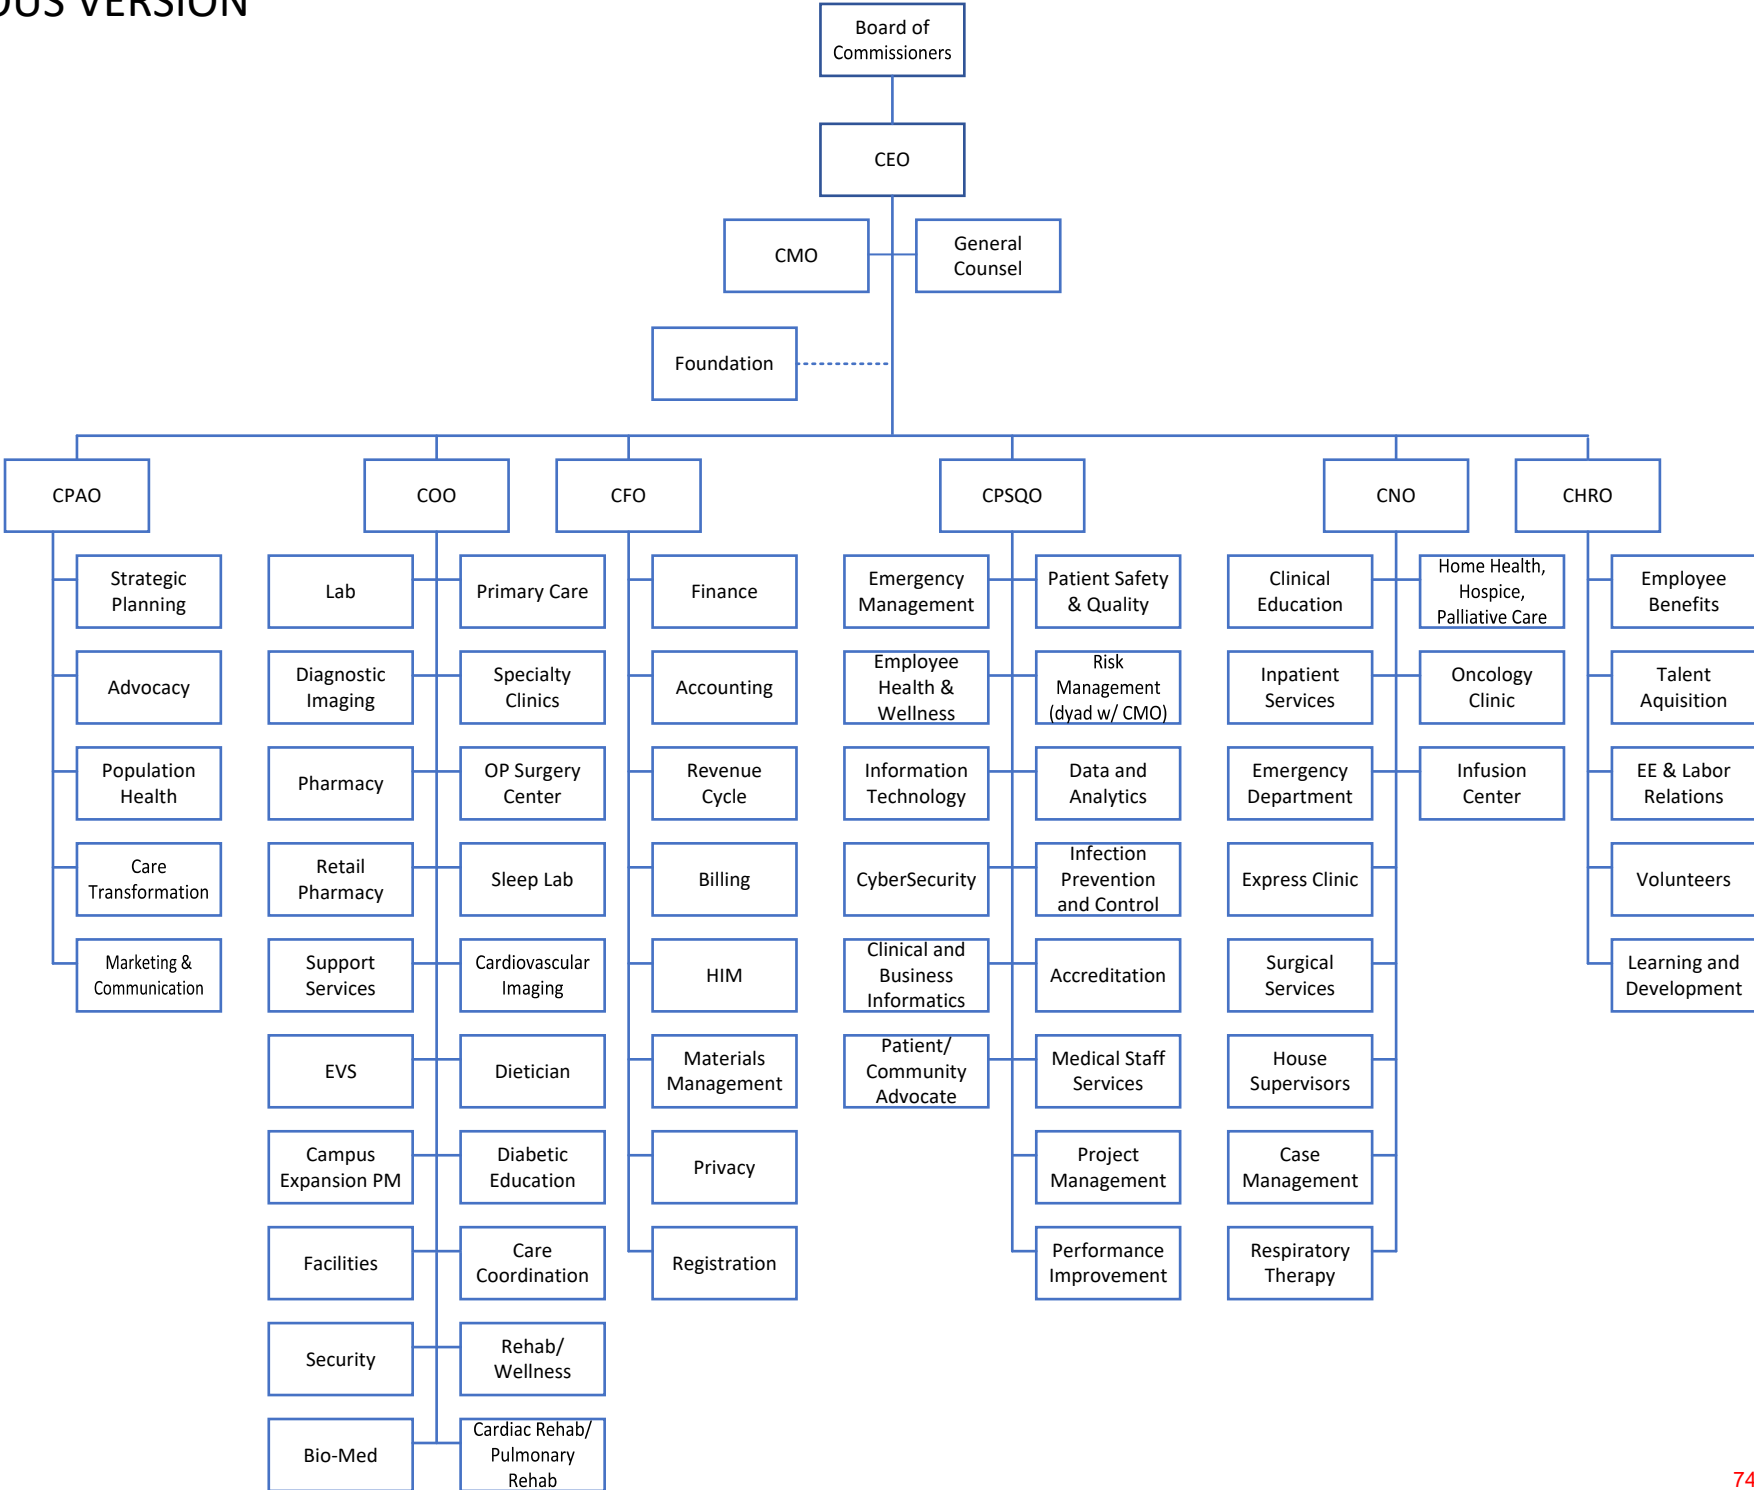 OUS VERSION
Board of
Commissioners
CEO
CMO
General
Counsel
Foundation
CPAO
COO
CFO
CPSQO
CNO
CHRO
Strategic
Planning
Advocacy
Population
Health
Care
Transformation
Marketing &
Communication
Lab
Primary Care
Diagnostic
Imaging
Specialty
Clinics
Pharmacy
OP Surgery
Center
Retail
Pharmacy
Sleep Lab
Support
Services
Cardiovascular
Imaging
EVS
Dietician
Campus
Expansion PM
Diabetic
Education
Facilities
Care
Coordination
Security
Rehab/
Wellness
Bio-Med
Cardiac Rehab/
Pulmonary
Rehab
Finance
Accounting
Revenue
Cycle
Billing
HIM
Materials
Management
Privacy
Registration
Emergency
Management
Patient Safety
& Quality
Employee
Health &
Wellness
Risk
Management
(dyad w/ CMO)
Information
Technology
Data and
Analytics
CyberSecurity
Infection
Prevention
and Control
Clinical and
Business
Informatics
Accreditation
Patient/
Community
Advocate
Medical Staff
Services
Project
Management
Performance
Improvement
Clinical
Education
Home Health,
Hospice,
Palliative Care
Inpatient
Services
Oncology
Clinic
Emergency
Department
Infusion
Center
Express Clinic
Surgical
Services
House
Supervisors
Case
Management
Respiratory
Therapy
Employee
Benefits
Talent
Aquisition
EE & Labor
Relations
Volunteers
Learning and
Development
74